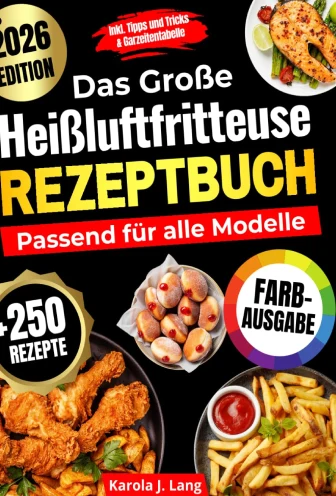 2026
EDITION
Inkl. Tipps und Tricks
& Garzeitentabelle
Das Große
Heißluftfritteuse
REZEPTBUCH
Passend für alle Modelle
+250
REZEPTE
FARB-
AUSGABE
Karola J. Lang